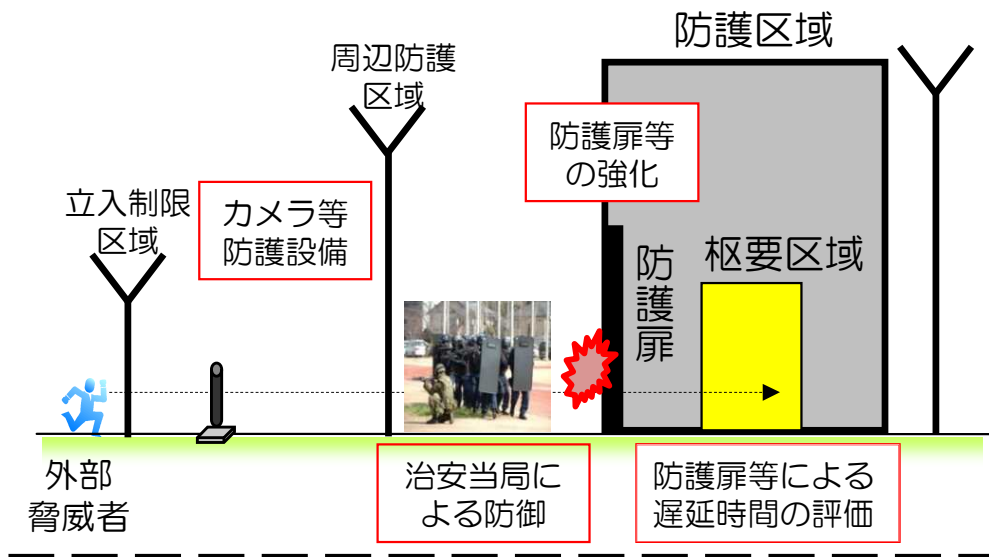 防護区域
周辺防護
区域
防護扉等
の強化
立入制限
区域
カメラ等
防護設備
防護扉
枢要区域
外部
脅威者
治安当局に
よる防御
防護扉等による
遅延時間の評価